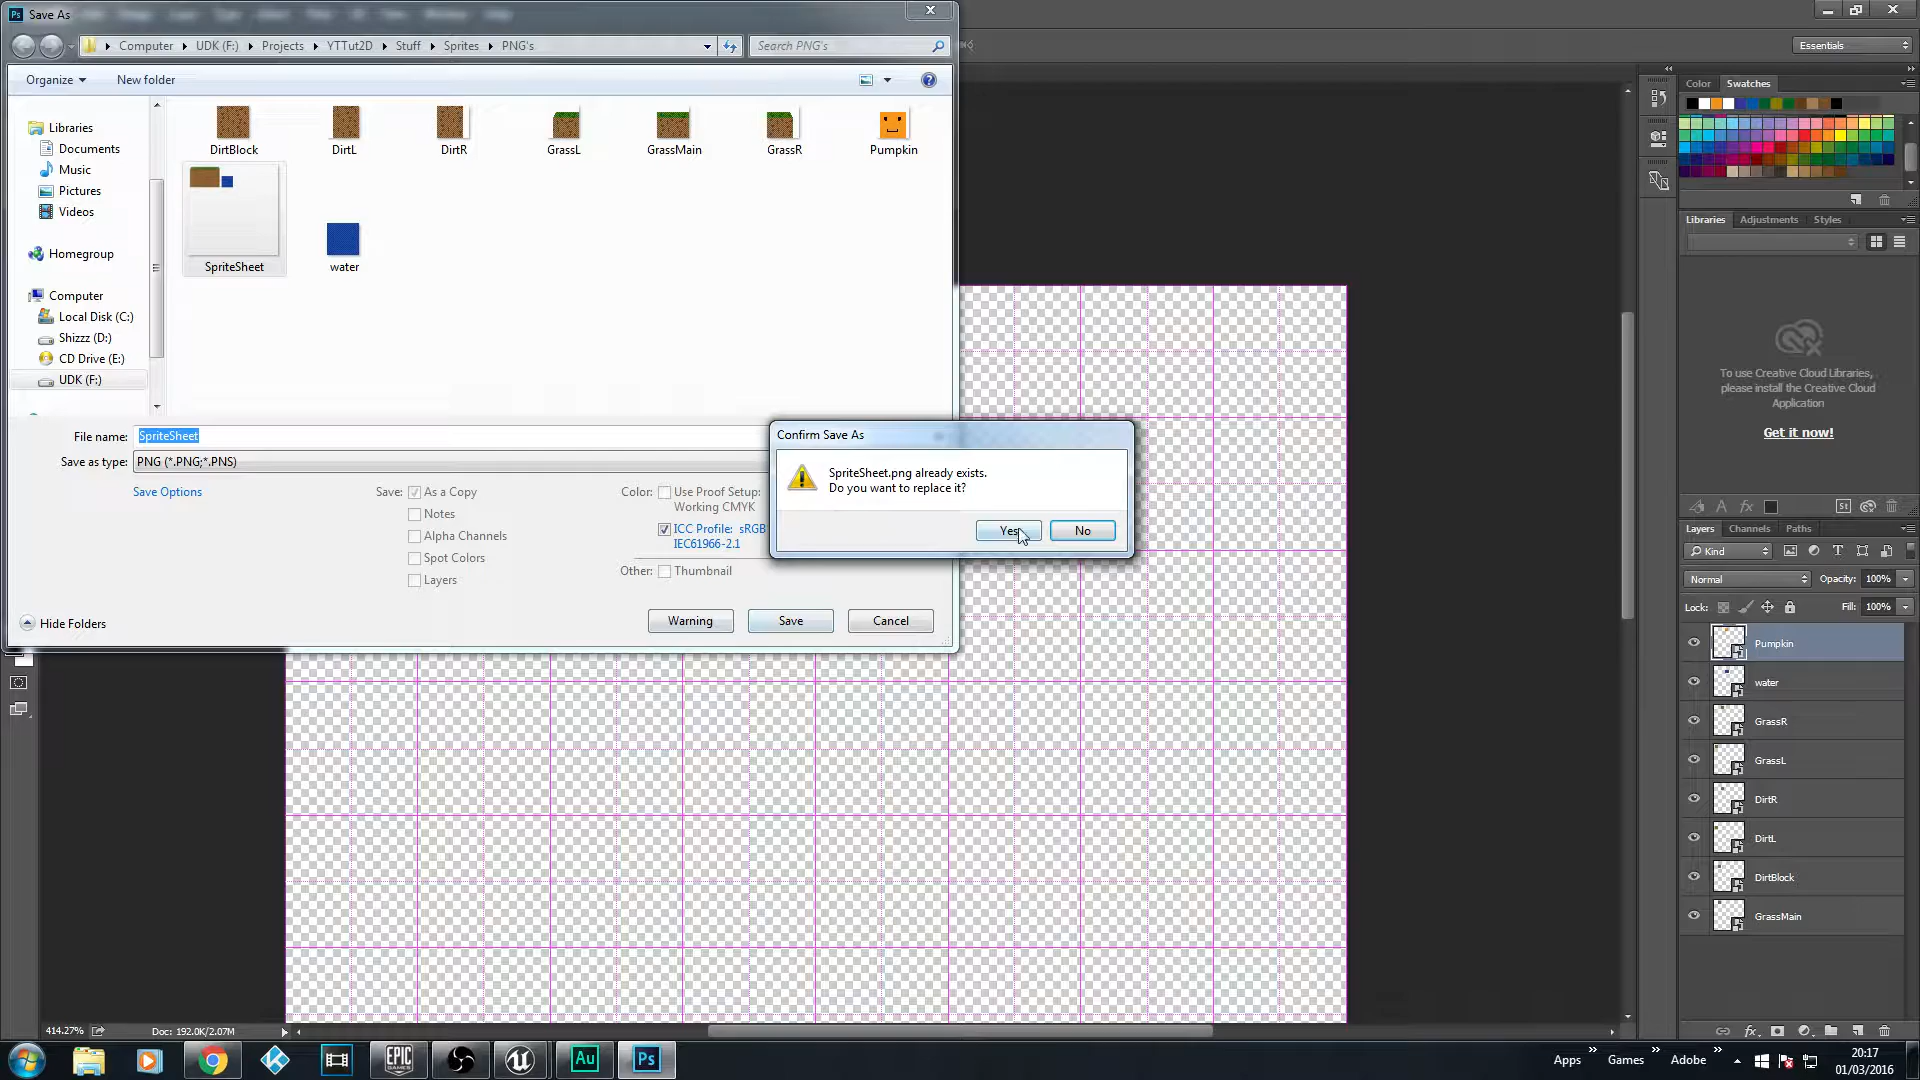 Save As
Computer UDK (F:) Projects YTTut2D Stuff Sprites PNG's
Search PNG's
Essentials
Organize
New folder
Libraries
Documents
Music
Pictures
Videos
Homegroup
Computer
Local Disk (C:)
Shizzz (D:)
CD Drive (E:)
UDK (F:)
DirtBlock
DirtL
DirtR
GrassL
GrassMain
GrassR
Pumpkin
SpriteSheet
water
File name: SpriteSheet
Save as type: PNG (*.PNG;*.PNS)
Save Options
Save: As a Copy
Notes
Alpha Channels
Spot Colors
Layers
Color: Use Proof Setup:
Working CMYK
ICC Profile: sRGB
IEC61966-2.1
Other: Thumbnail
Hide Folders
Warning
Save
Cancel
Confirm Save As
SpriteSheet.png already exists.
Do you want to replace it?
Yes
No
Color Swatches
Libraries Adjustments Styles
To use Creative Cloud Libraries,
please install the Creative Cloud
Application
Get it now!
St
Layers Channels Paths
Kind
Normal Opacity: 100%
Lock: Fill: 100%
Pumpkin
water
GrassR
GrassL
DirtR
DirtL
DirtBlock
GrassMain
414.27% Doc: 192.0K/2.07M
EPIC
GAMES
Au
Ps
Apps Games Adobe
20:17
01/03/2016